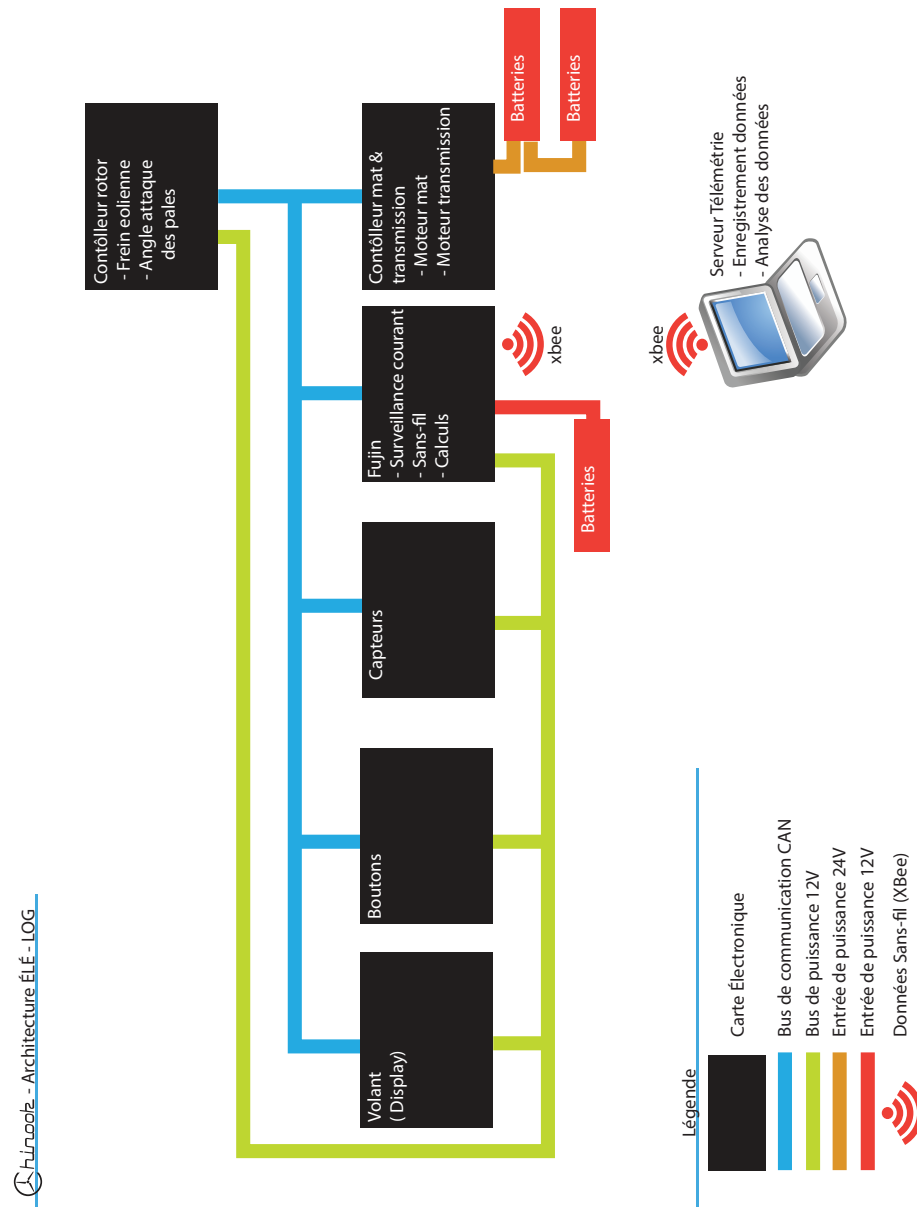 Chinook - Architecture ÉLÉ - LOG
Contôlleur rotor
- Frein eolienne
- Angle attaque
des pales
Volant
( Display)
Boutons
Capteurs
Fujin
- Surveillance courant
- Sans-fil
- Calculs
Contôlleur mat &
transmission
- Moteur mat
- Moteur transmission
Batteries
Batteries
Batteries
xbee
xbee
Serveur Télémétrie
- Enregistrement données
- Analyse des données
Légende
Carte Électronique
Bus de communication CAN
Bus de puissance 12V
Entrée de puissance 24V
Entrée de puissance 12V
Données Sans-fil (XBee)